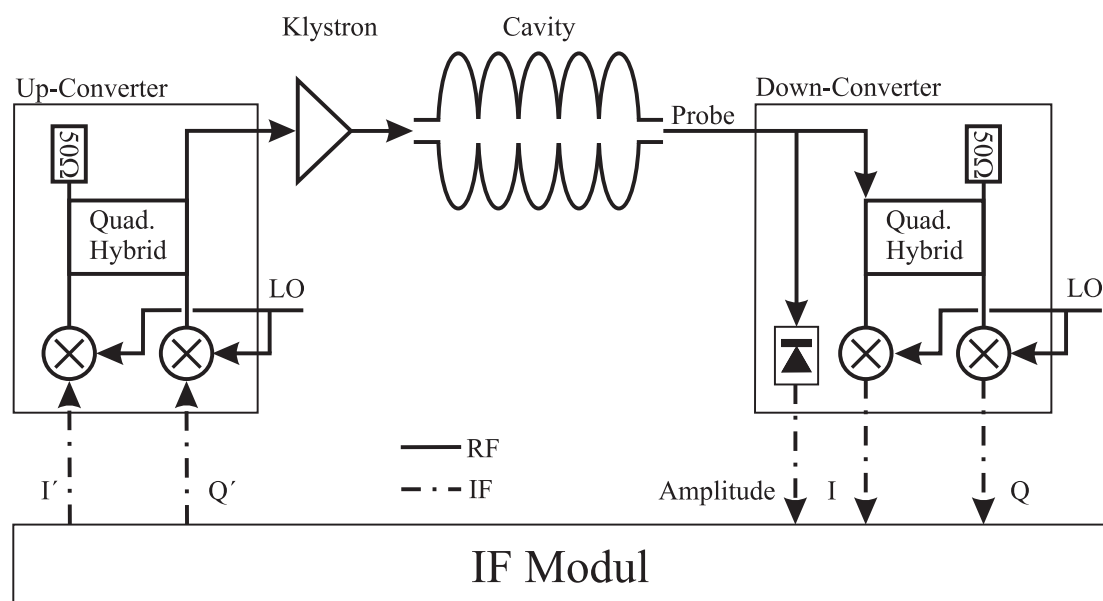 Klystron
Cavity
Up-Converter
Down-Converter
Probe
50Ω
50Ω
Quad.
Hybrid
Quad.
Hybrid
LO
LO
RF
IF
I´
Q´
Amplitude
I
Q
IF Modul